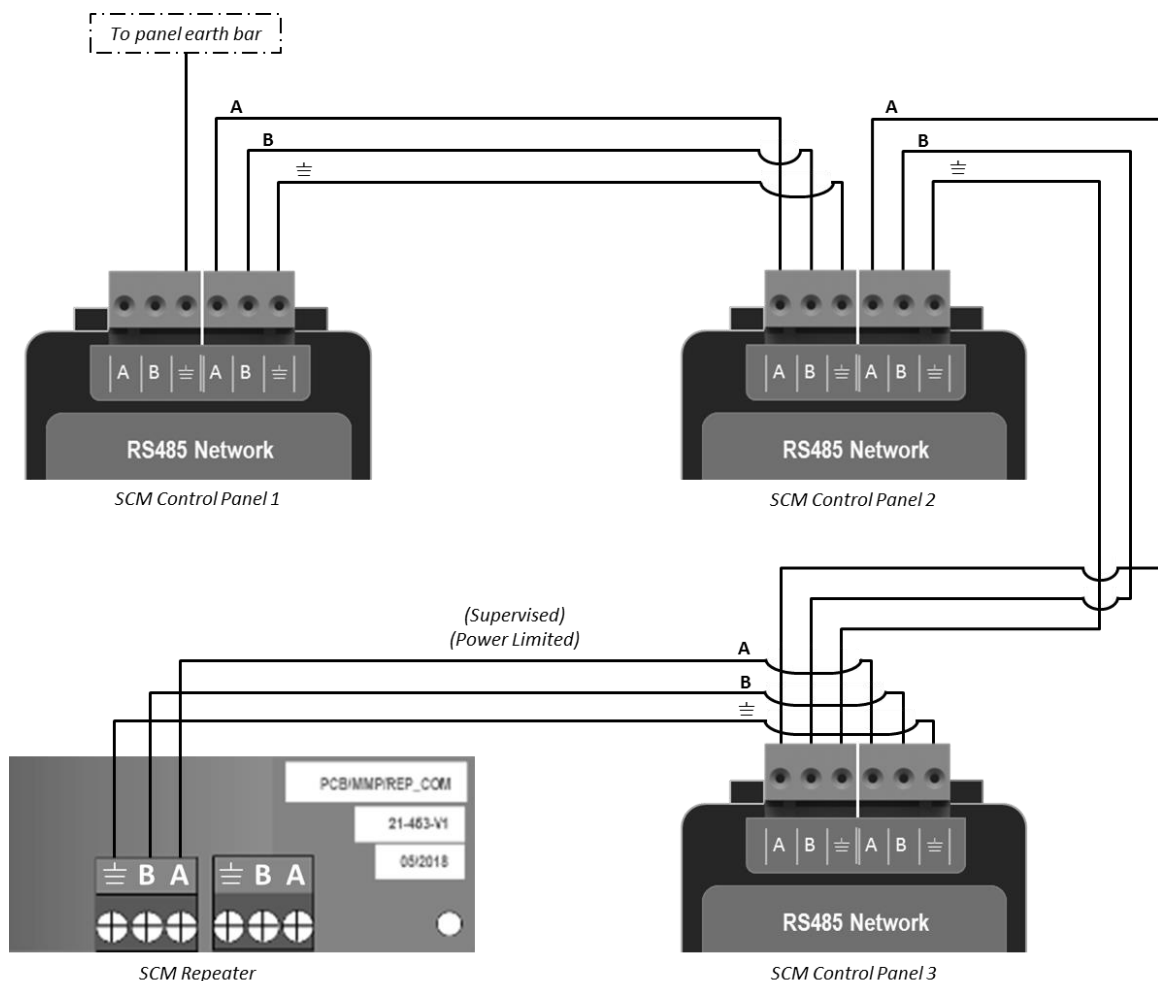 To panel earth bar
A
B
A
B
A B A B
RS485 Network
SCM Control Panel 1
A B A B
RS485 Network
SCM Control Panel 2
(Supervised)
(Power Limited)
A
B
PCB/MMP/REP_COM
21-463-V1
05/2018
B A B A
SCM Repeater
A B A B
RS485 Network
SCM Control Panel 3